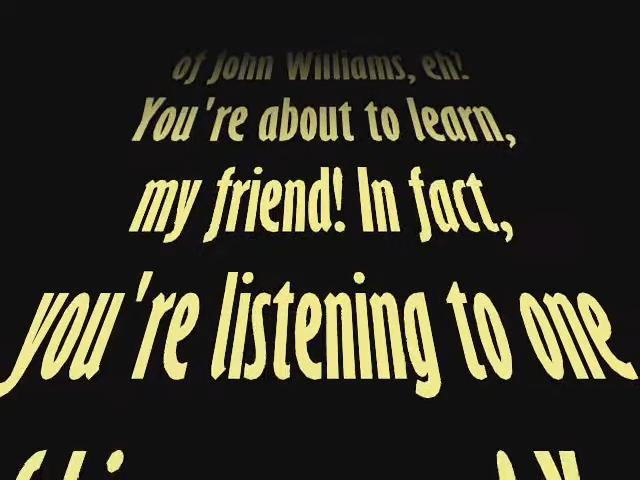 of John Williams, eh!
You're about to learn,
my friend! In fact,
you're listening to one